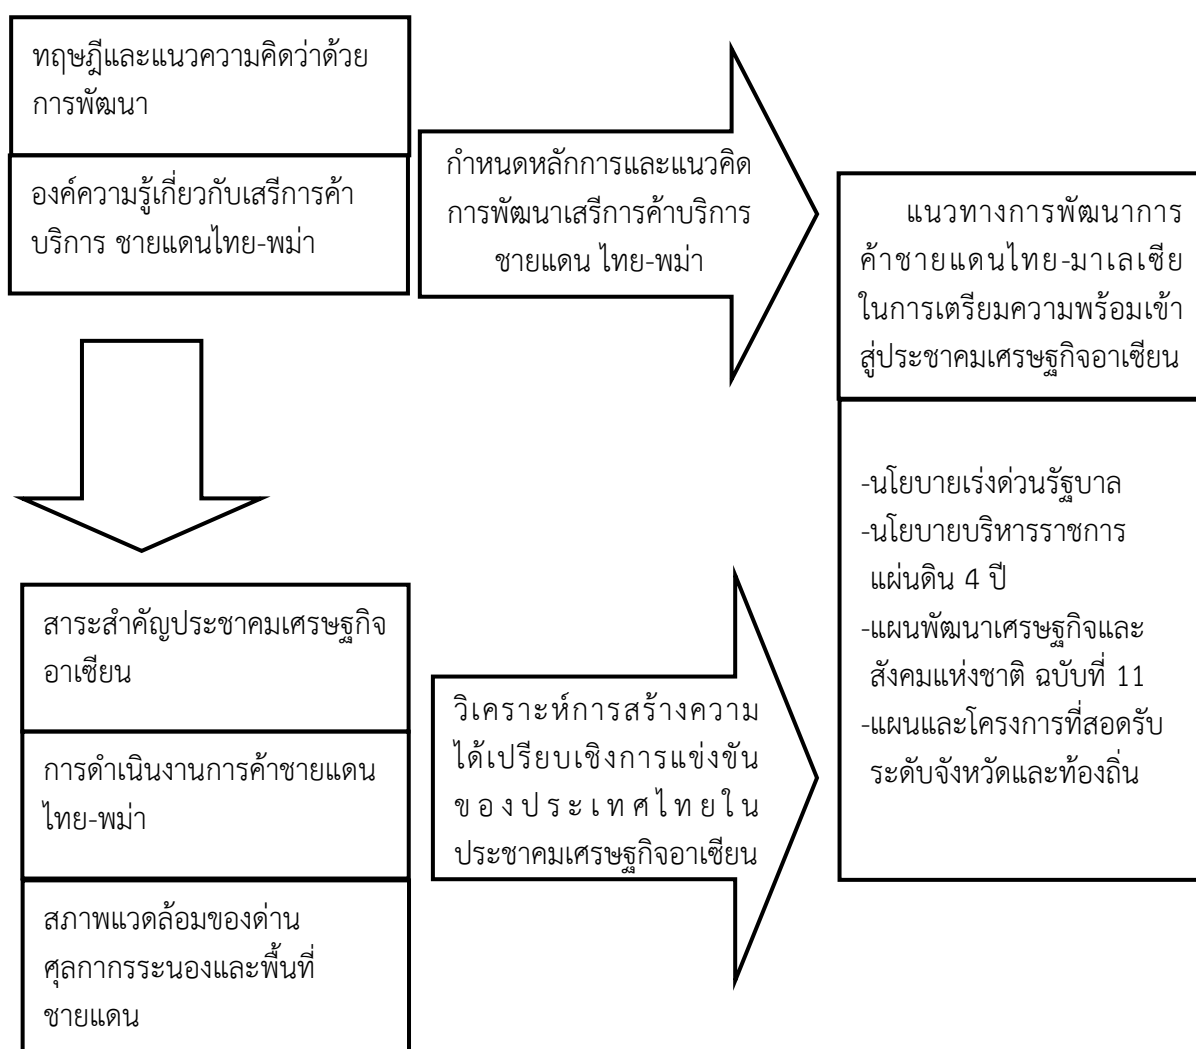 ทฤษฎีและแนวความคิดว่าด้วย
การพัฒนา
องค์ความรู้เกี่ยวกับเสรีการค้า
บริการ ชายแดนไทย-พม่า
กำหนดหลักการและแนวคิด
การพัฒนาเสรีการค้าบริการ
ชายแดน ไทย-พม่า
แนวทางการพัฒนาการ
ค้าชายแดนไทย-มาเลเซีย
ในการเตรียมความพร้อมเข้า
สู่ประชาคมเศรษฐกิจอาเซียน
-นโยบายเร่งด่วนรัฐบาล
-นโยบายบริหารราชการ
แผ่นดิน 4 ปี
-แผนพัฒนาเศรษฐกิจและ
สังคมแห่งชาติ ฉบับที่ 11
-แผนและโครงการที่สอดรับ
ระดับจังหวัดและท้องถิ่น
สาระสำคัญประชาคมเศรษฐกิจ
อาเซียน
การดำเนินงานการค้าชายแดน
ไทย-พม่า
สภาพแวดล้อมของด่าน
ศุลกากรระนองและพื้นที่
ชายแดน
วิเคราะห์การสร้างความ
ได้เปรียบเชิงการแข่งขัน
ของประเทศไทยใน
ประชาคมเศรษฐกิจอาเซียน